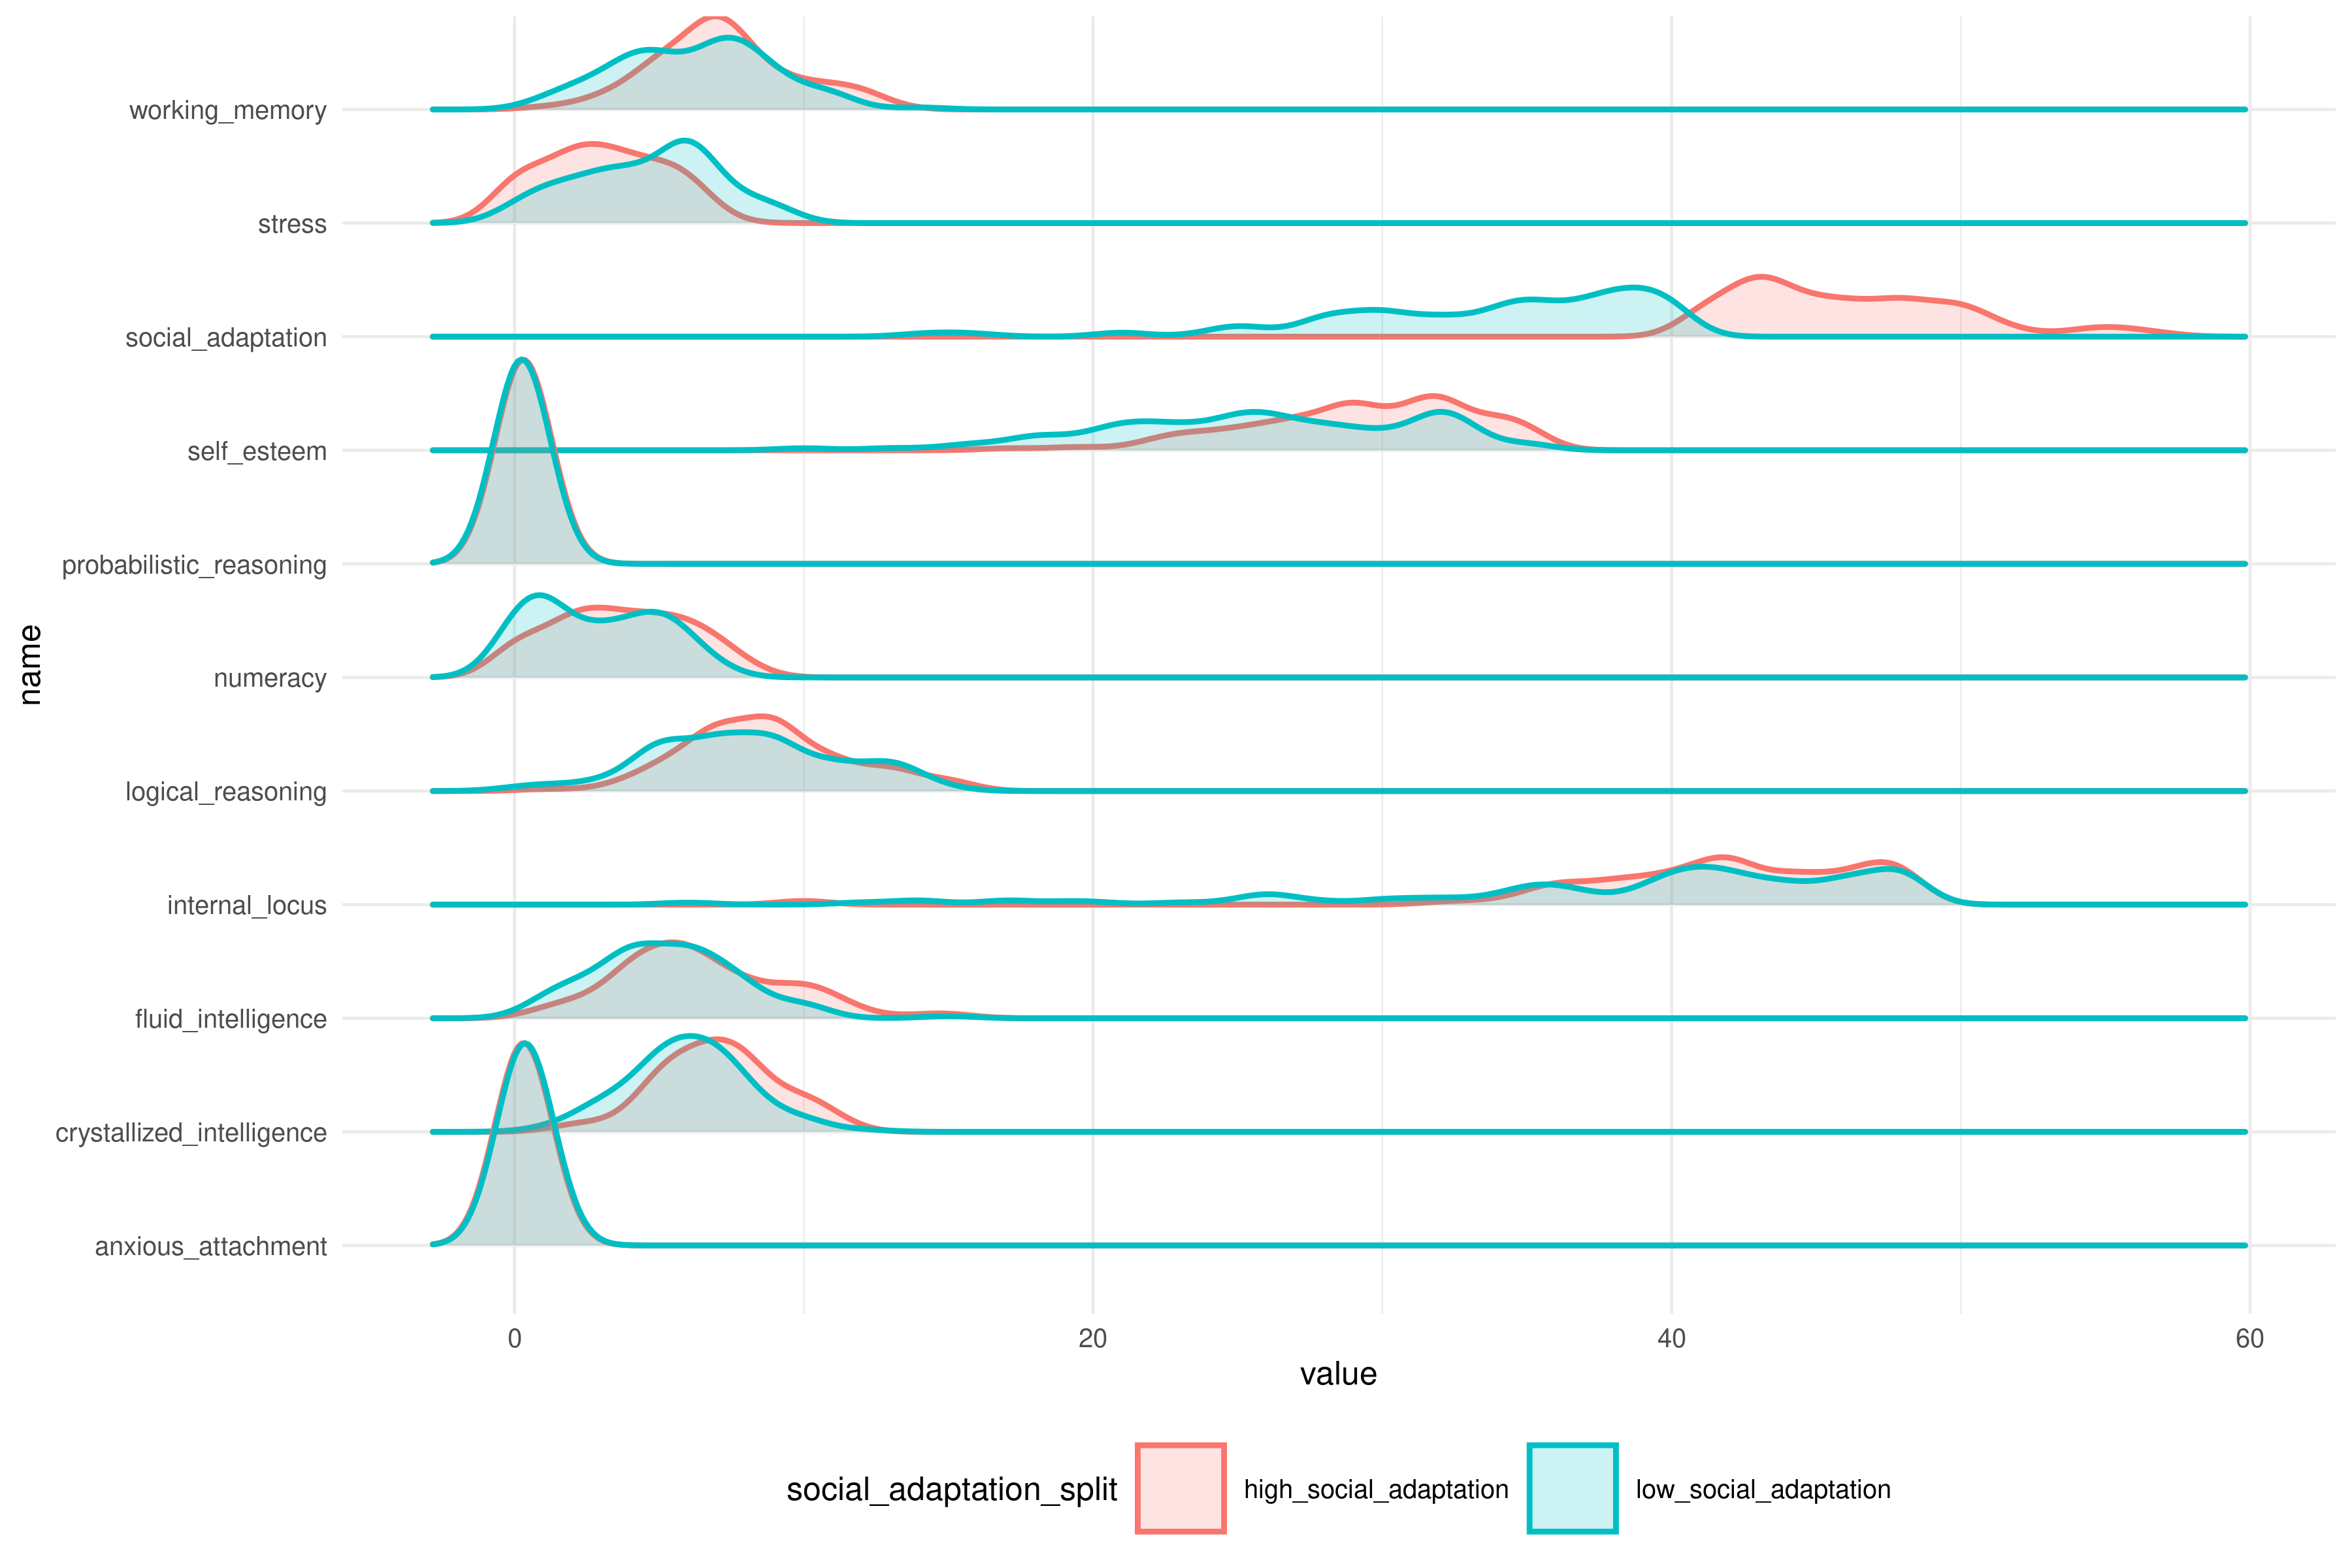 name
working_memory
stress
social_adaptation
self_esteem
probabilistic_reasoning
numeracy
logical_reasoning
internal_locus
fluid_intelligence
crystallized_intelligence
anxious_attachment
0 20 40 60
value
social_adaptation_split high_social_adaptation low_social_adaptation